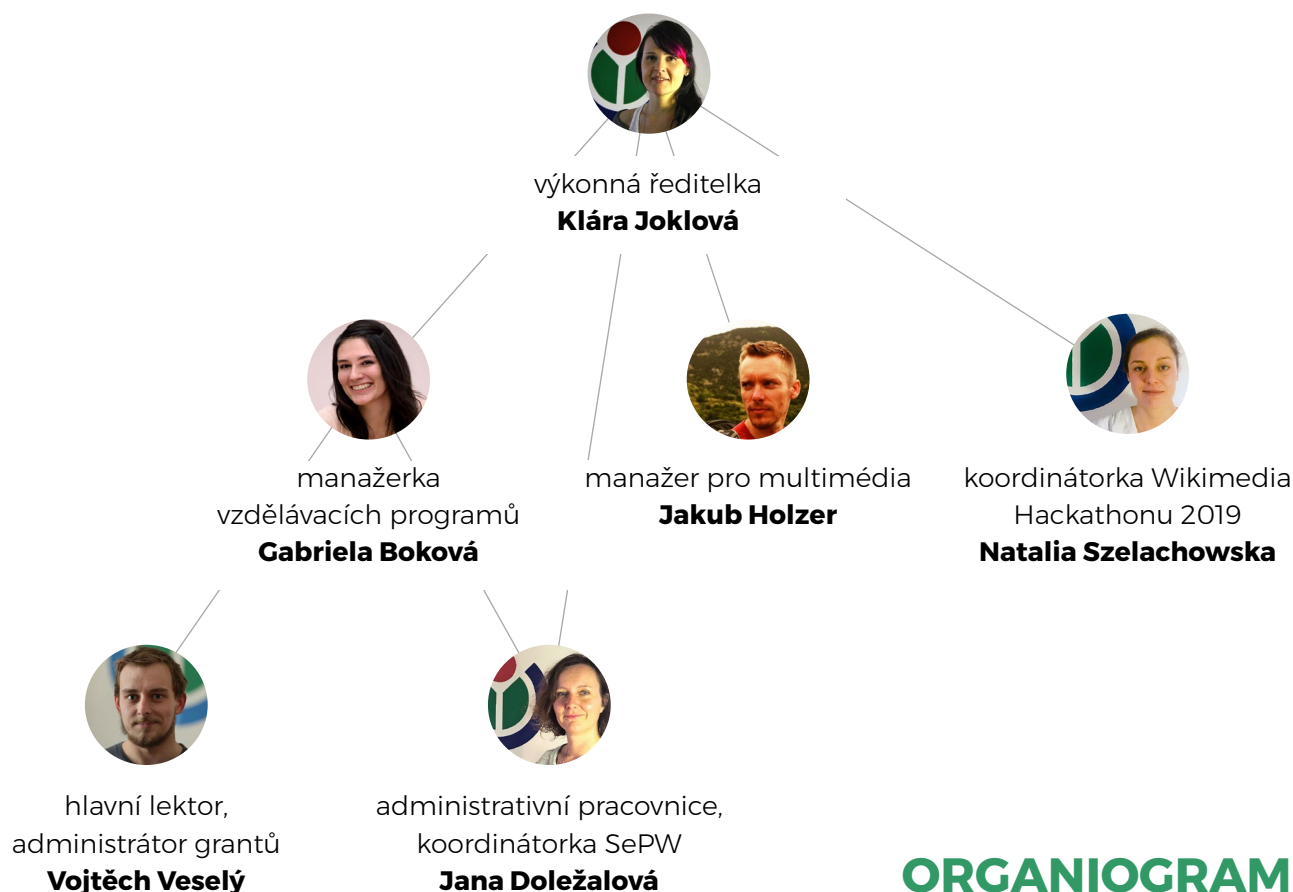 výkonná ředitelka
Klára Joklová
manažerka
vzdělávacích programů
Gabriela Boková
manažer pro multimédia
Jakub Holzer
koordinátorka Wikimedia
Hackathonu 2019
Natalia Szelachowska
hlavní lektor,
administrátor grantů
Vojtěch Veselý
administrativní pracovnice,
koordinátorka SePW
Jana Doležalová
ORGANIOGRAM